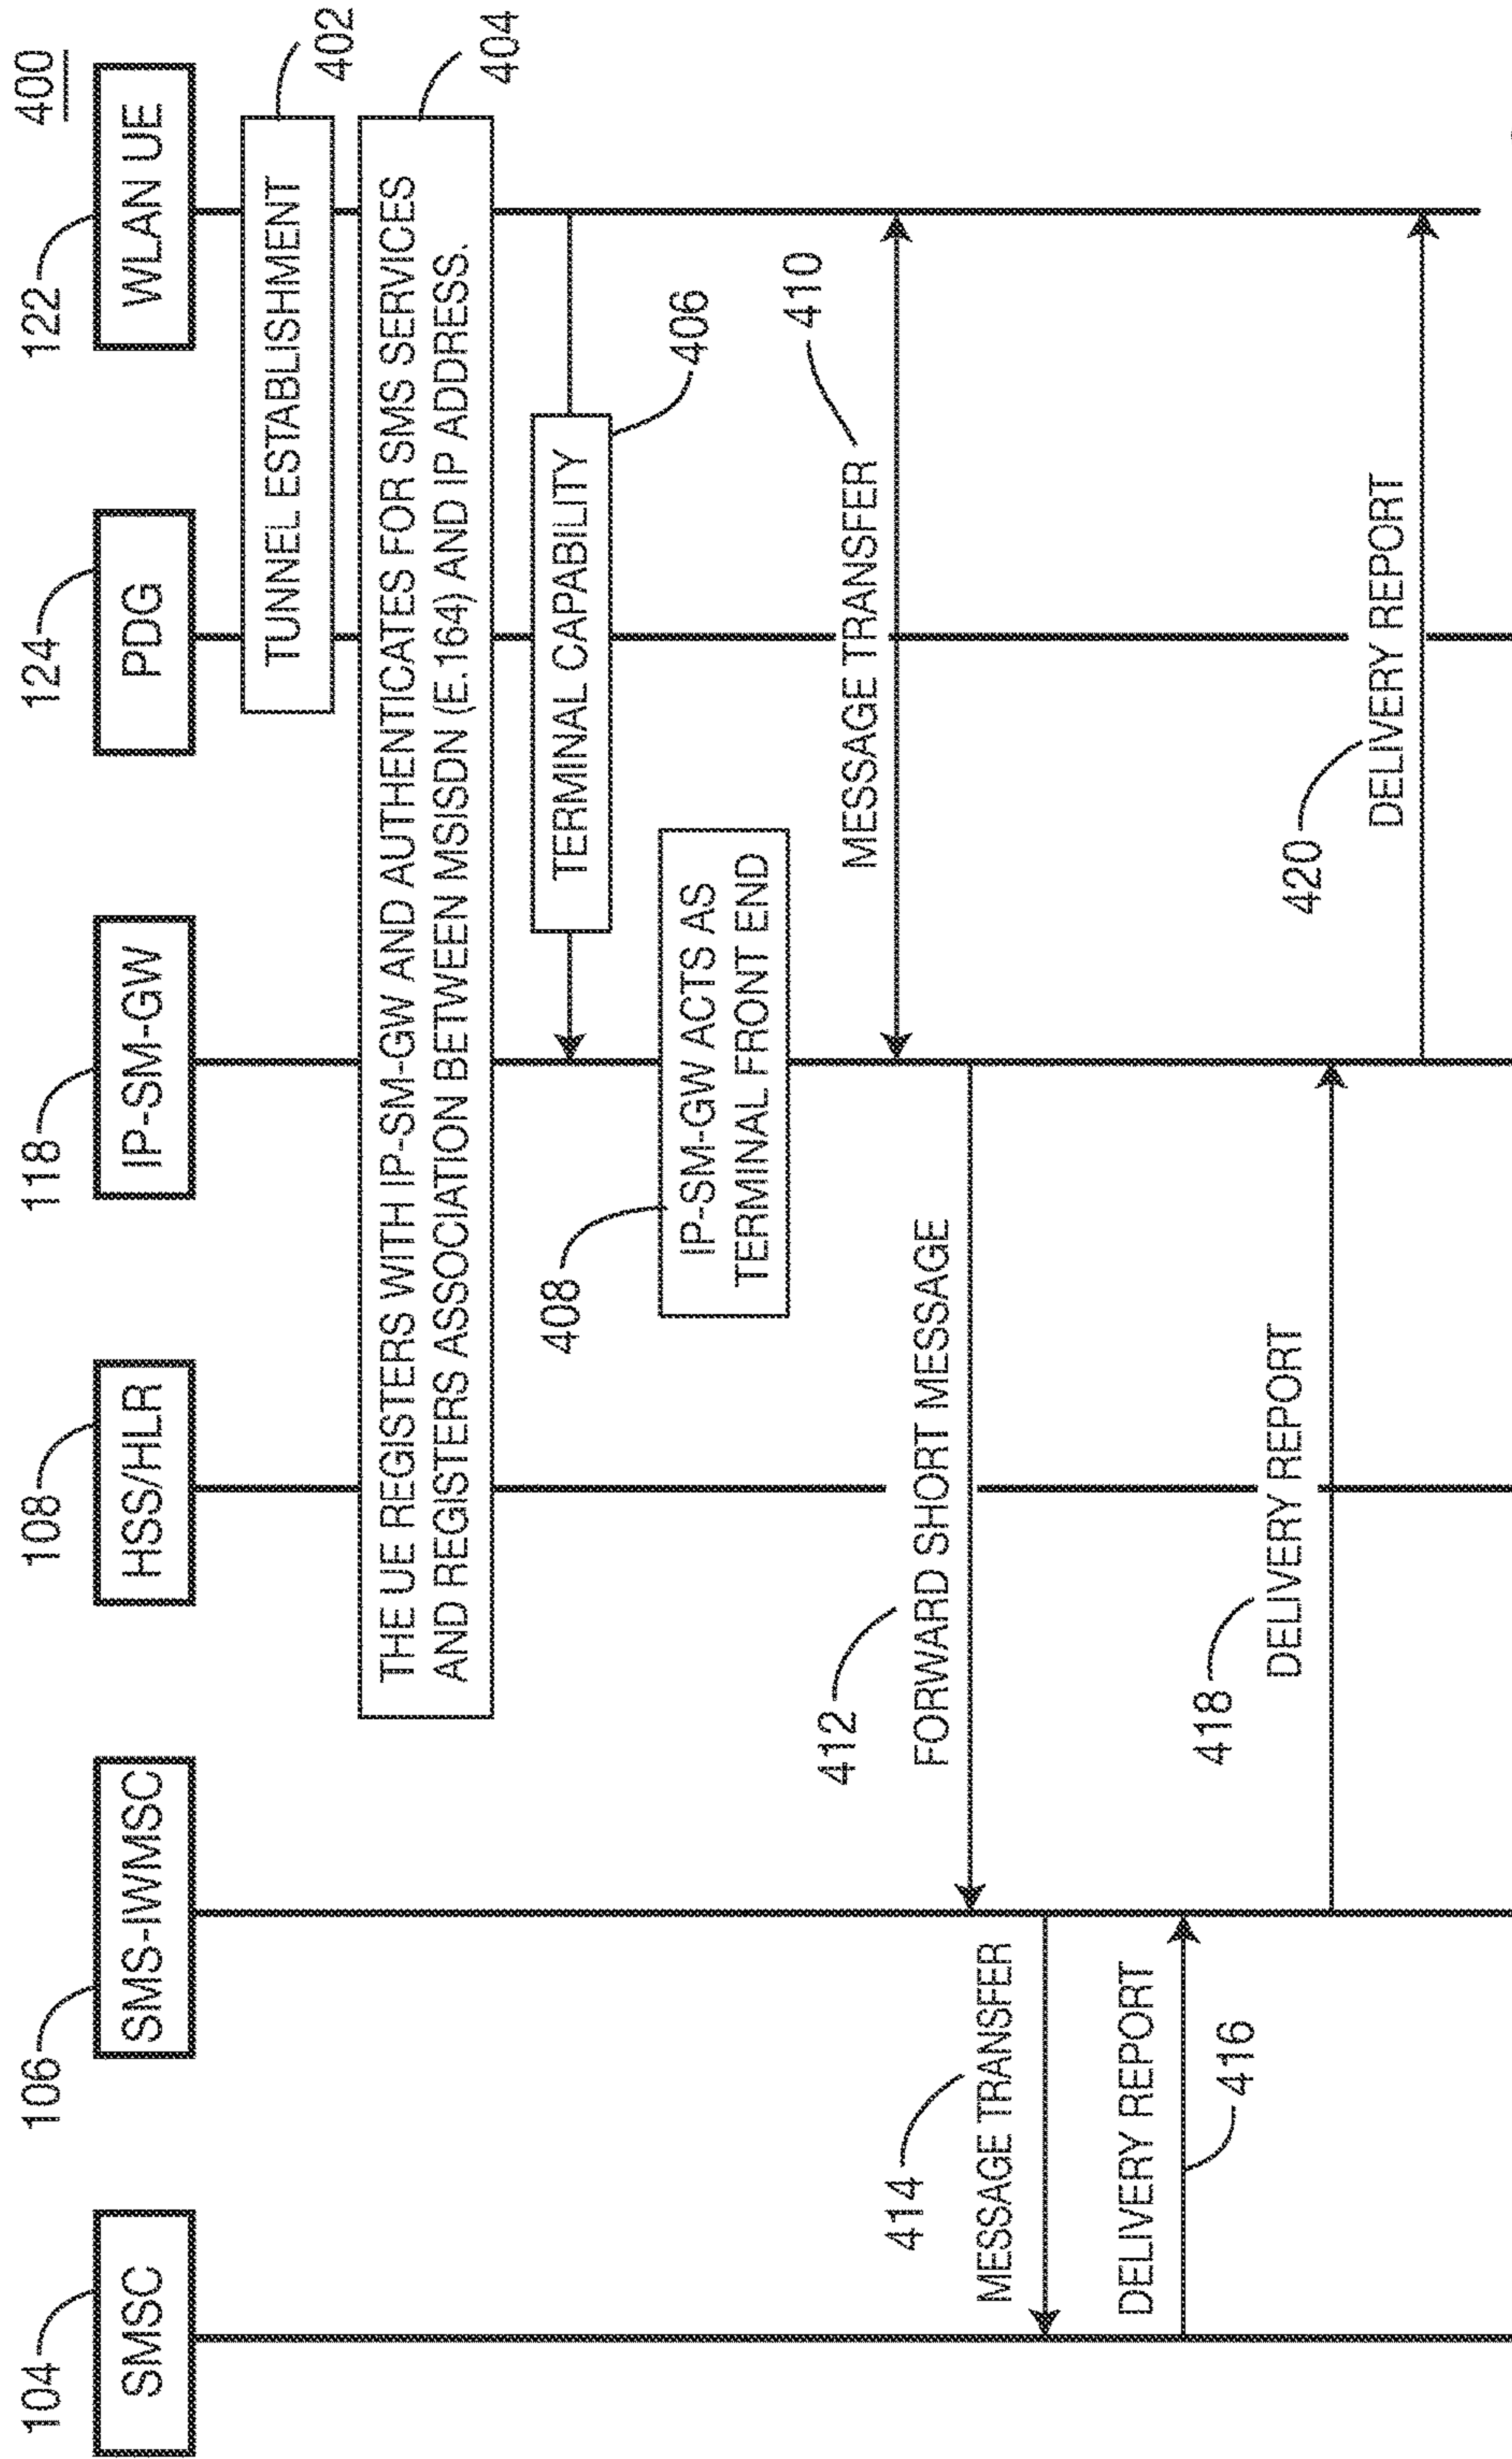 400
104
106
108
118
124
122
SMSC
SMS-IWMSC
HSS/HLR
IP-SM-GW
PDG
WLAN UE
TUNNEL ESTABLISHMENT
402
THE UE REGISTERS WITH IP-SM-GW AND AUTHENTICATES FOR SMS SERVICES
AND REGISTERS ASSOCIATION BETWEEN MSISDN (E.164) AND IP ADDRESS.
404
TERMINAL CAPABILITY
406
408
IP-SM-GW ACTS AS
TERMINAL FRONT END
410
MESSAGE TRANSFER
412
FORWARD SHORT MESSAGE
414
MESSAGE TRANSFER
DELIVERY REPORT
416
418
DELIVERY REPORT
420
DELIVERY REPORT